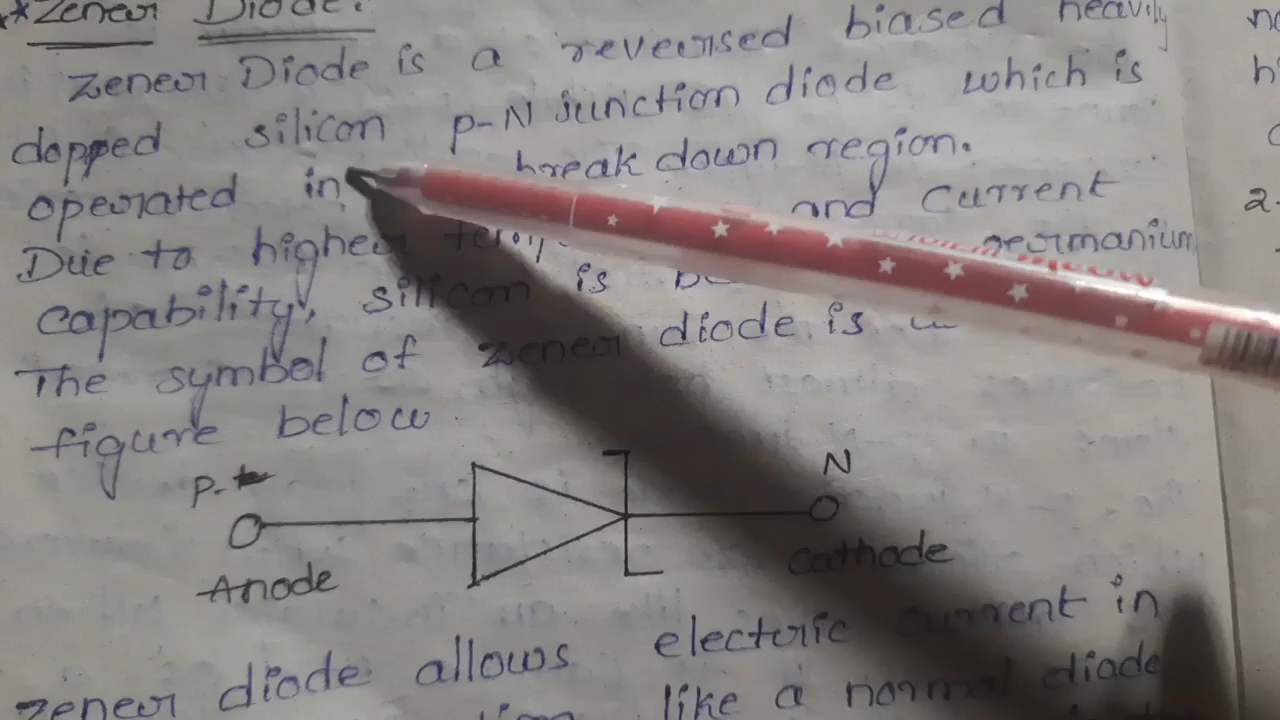 **Zener Diode:
Zener Diode is a reversed biased heavily
dopped silicon P-N junction diode which is
operated in break down region.
Due to higher and current
capability, silicon is germanium
The symbol of zener diode is
figure below
P-
N
Anode
Cathode
zener diode allows electric current in
like a normal diode
2.